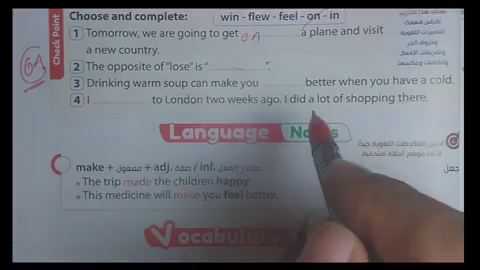 Check Point
Choose and complete: win - flew - feel - on - in
1 Tomorrow, we are going to get on a plane and visit
a new country.
2 The opposite of "lose" is " ".
3 Drinking warm soup can make you better when you have a cold.
4 I to London two weeks ago. I did a lot of shopping there.
Language
make + مفعول + adj. صفة / inf. مصدر الفعل
• The trip made the children happy.
• This medicine will make you feel better.
Vocabulary